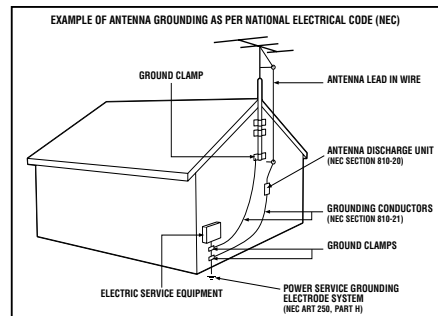 EXAMPLE OF ANTENNA GROUNDING AS PER NATIONAL ELECTRICAL CODE (NEC)
GROUND CLAMP
ANTENNA LEAD IN WIRE
ANTENNA DISCHARGE UNIT
(NEC SECTION 810-20)
GROUNDING CONDUCTORS
(NEC SECTION 810-21)
GROUND CLAMPS
ELECTRIC SERVICE EQUIPMENT
POWER SERVICE GROUNDING
ELECTRODE SYSTEM
(NEC ART 250, PART H)